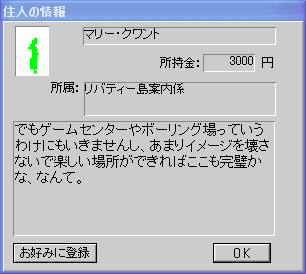 住人の情報
マリー・クワント
所持金: 3000 円
所属: リバティー島案内係
でもゲームセンターやボーリング場っていう
わけにもいきませんし、あまりイメージを壊さ
ないで楽しい場所ができればここも完璧か
な、なんて。
お好みに登録
OK